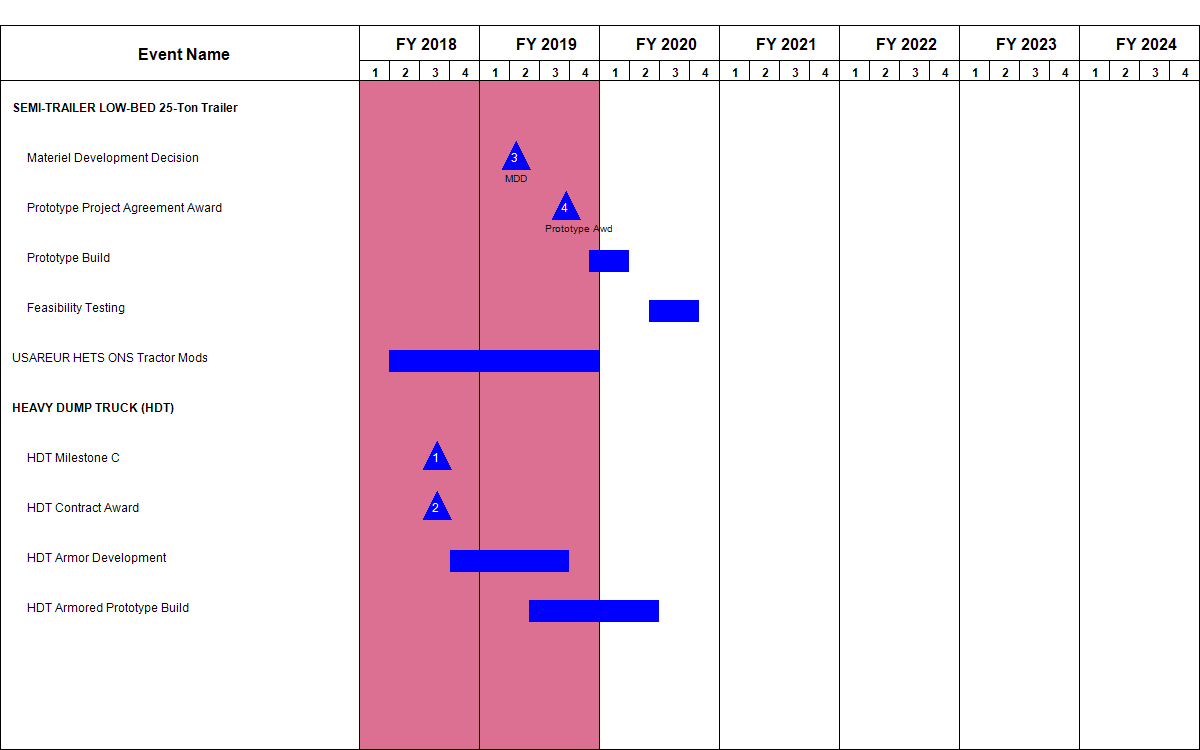 Event Name FY 2018 FY 2019 FY 2020 FY 2021 FY 2022 FY 2023 FY 2024
1 2 3 4 1 2 3 4 1 2 3 4 1 2 3 4 1 2 3 4 1 2 3 4 1 2 3 4
SEMI-TRAILER LOW-BED 25-Ton Trailer
Materiel Development Decision 3
MDD
Prototype Project Agreement Award 4
Prototype Awd
Prototype Build
Feasibility Testing
USAREUR HETS ONS Tractor Mods
HEAVY DUMP TRUCK (HDT)
HDT Milestone C 1
HDT Contract Award 2
HDT Armor Development
HDT Armored Prototype Build